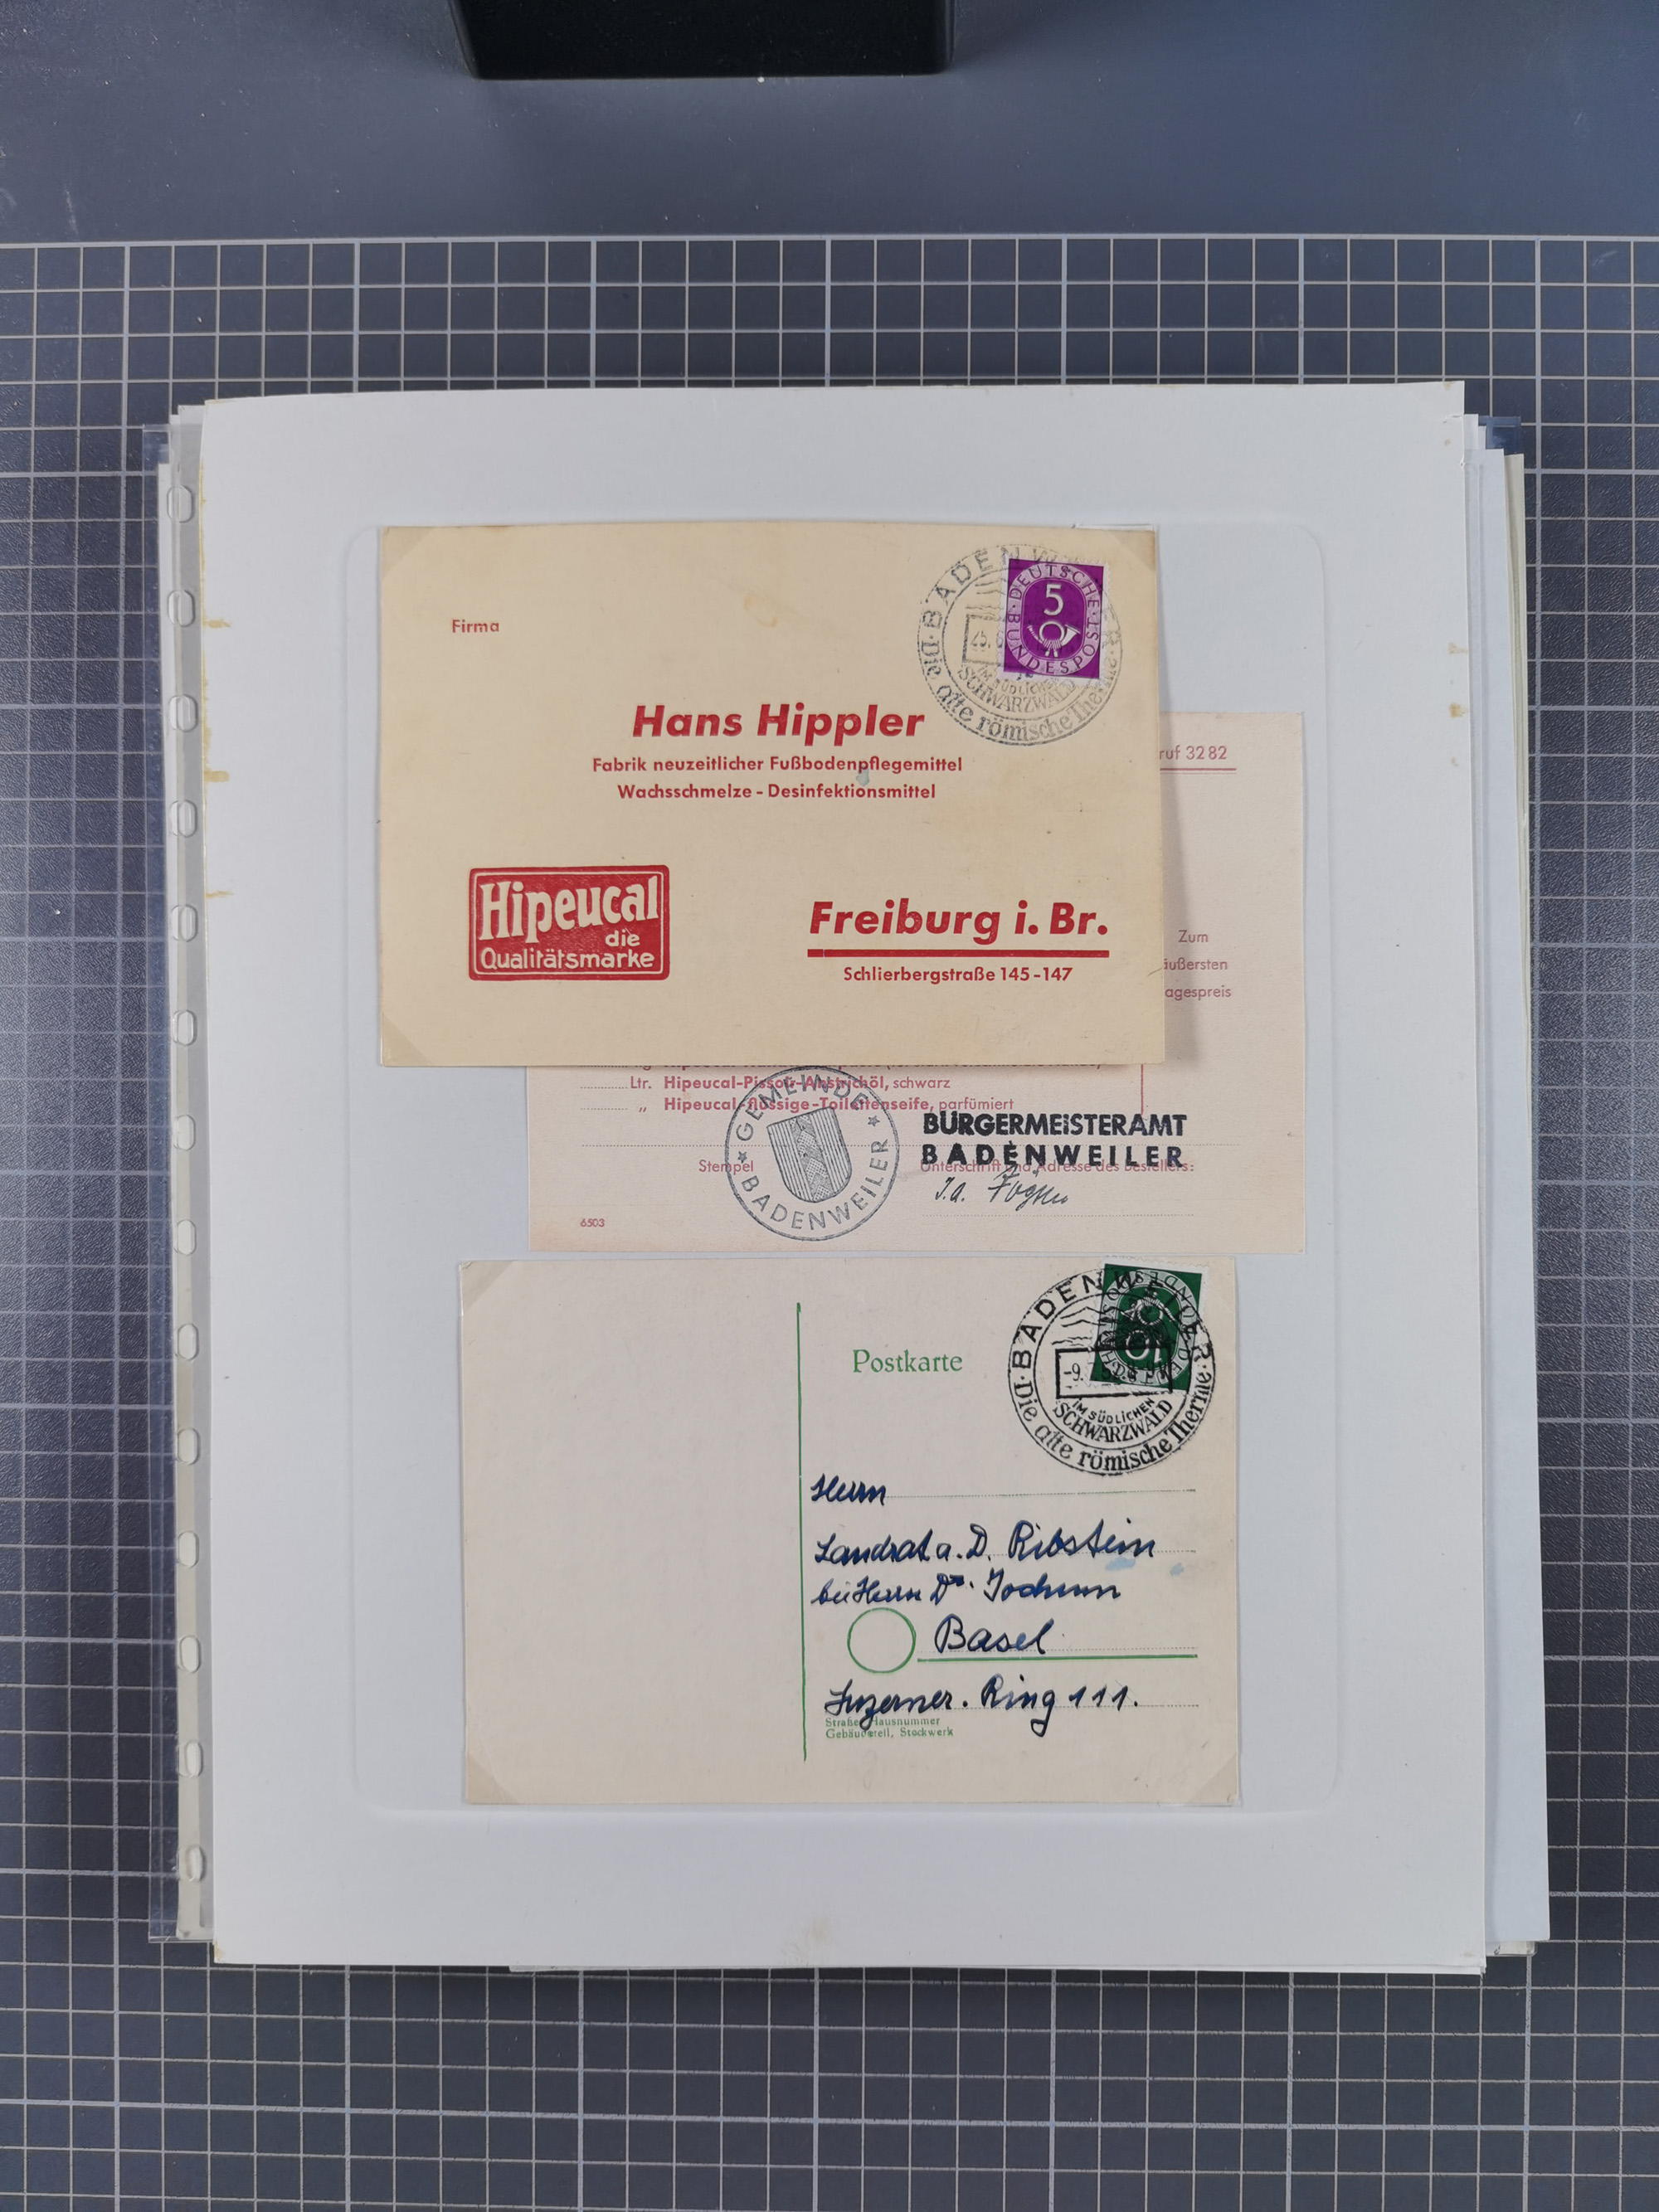 Firma
BADENWEILER
DEUTSCHE BUNDESPOST
5
25.6
IM SÜDLICHEN
SCHWARZWALD
Die alte römische Therme
Hans Hippler
Fabrik neuzeitlicher Fußbodenpflegemittel
Wachsschmelze - Desinfektionsmittel
ruf 3282
Hipeucal
die
Qualitätsmarke
Freiburg i. Br.
Schlierbergstraße 145-147
Zum
äußersten
agespreis
Ltr. Hipeucal-Pissoir-Anstrichöl, schwarz
„ Hipeucal-flüssige-Toilettenseife, parfümiert
GEMEINDE
BADENWEILER
BÜRGERMEISTERAMT
BADENWEILER
Stempel
Unterschrift und Adresse des Bestellers:
J.A.
6503
BADENWEILER
10
-9.
IM SÜDLICHEN
SCHWARZWALD
Die alte römische Therme
Postkarte
Herrn
Landrat a. D. Ribstein
bei Herrn Dr. Jochum
Basel
Luzerner. Ring 111.
Straße, Hausnummer
Gebäudeteil, Stockwerk